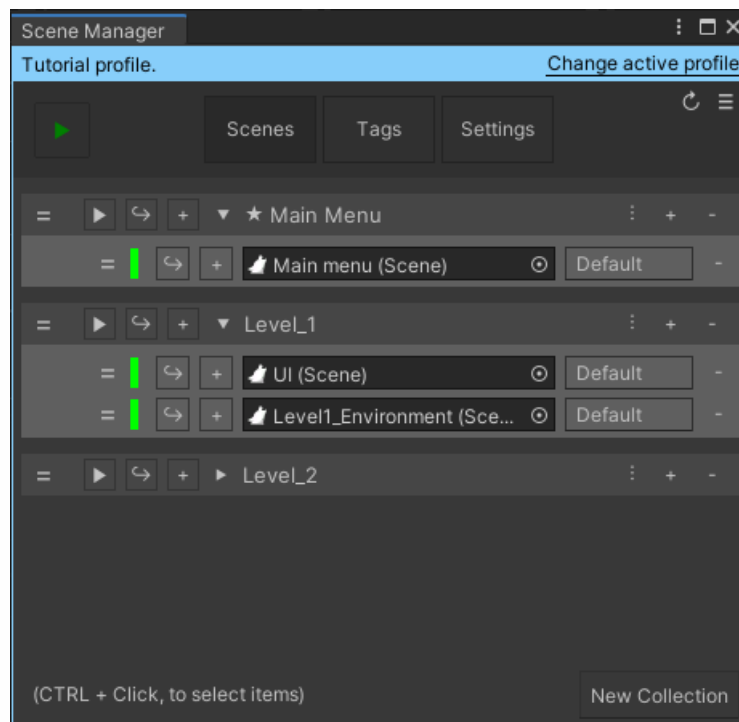 Scene Manager
Tutorial profile. Change active profile
Scenes Tags Settings
Main Menu
Main menu (Scene) Default
Level_1
UI (Scene) Default
Level1_Environment (Sce... Default
Level_2
(CTRL + Click, to select items) New Collection